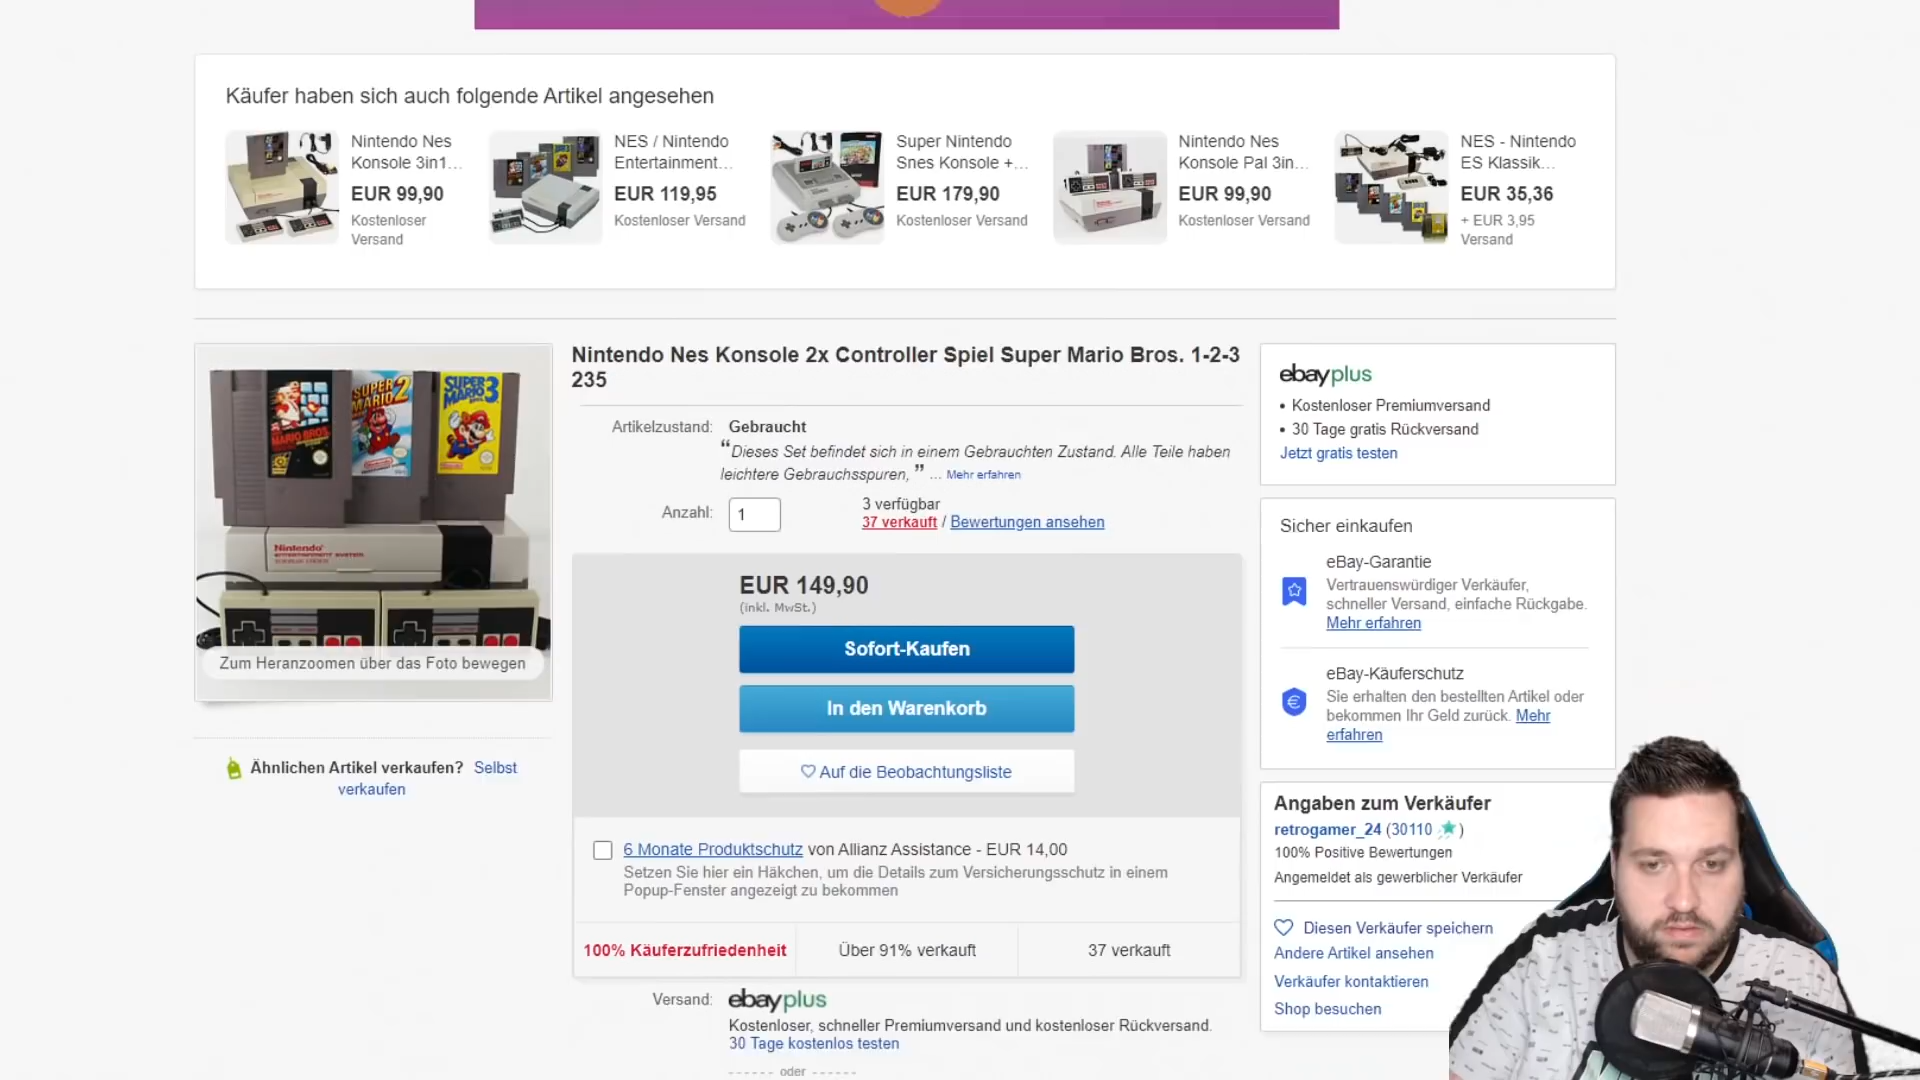 Käufer haben sich auch folgende Artikel angesehen
Nintendo Nes
Konsole 3in1...
EUR 99,90
Kostenloser
Versand
NES / Nintendo
Entertainment...
EUR 119,95
Kostenloser Versand
Super Nintendo
Snes Konsole +...
EUR 179,90
Kostenloser Versand
Nintendo Nes
Konsole Pal 3in...
EUR 99,90
Kostenloser Versand
NES - Nintendo
ES Klassik...
EUR 35,36
+ EUR 3,95
Versand
MARIO BROS.
SUPER MARIO 2
SUPER MARIO 3
Nintendo
ENTERTAINMENT SYSTEM
Zum Heranzoomen über das Foto bewegen
Ähnlichen Artikel verkaufen? Selbst
verkaufen
Nintendo Nes Konsole 2x Controller Spiel Super Mario Bros. 1-2-3
235
Artikelzustand: Gebraucht
“Dieses Set befindet sich in einem Gebrauchten Zustand. Alle Teile haben
leichtere Gebrauchsspuren, ” ... Mehr erfahren
Anzahl: 1
3 verfügbar
37 verkauft / Bewertungen ansehen
EUR 149,90
(inkl. MwSt.)
Sofort-Kaufen
In den Warenkorb
Auf die Beobachtungsliste
6 Monate Produktschutz von Allianz Assistance - EUR 14,00
Setzen Sie hier ein Häkchen, um die Details zum Versicherungsschutz in einem
Popup-Fenster angezeigt zu bekommen
100% Käuferzufriedenheit Über 91% verkauft 37 verkauft
Versand: ebayplus
Kostenloser, schneller Premiumversand und kostenloser Rückversand.
30 Tage kostenlos testen
------ oder ------
ebayplus
• Kostenloser Premiumversand
• 30 Tage gratis Rückversand
Jetzt gratis testen
Sicher einkaufen
eBay-Garantie
Vertrauenswürdiger Verkäufer,
schneller Versand, einfache Rückgabe.
Mehr erfahren
eBay-Käuferschutz
Sie erhalten den bestellten Artikel oder
bekommen Ihr Geld zurück. Mehr
erfahren
Angaben zum Verkäufer
retrogamer_24 (30110 )
100% Positive Bewertungen
Angemeldet als gewerblicher Verkäufer
Diesen Verkäufer speichern
Andere Artikel ansehen
Verkäufer kontaktieren
Shop besuchen